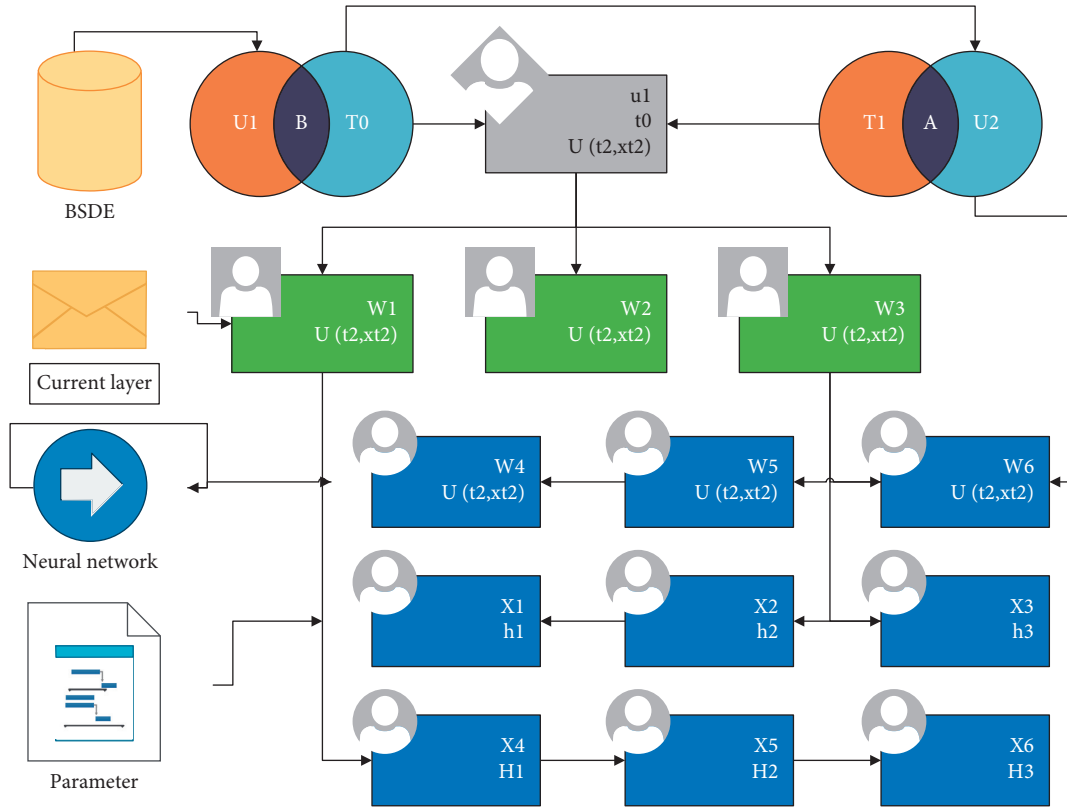 U1
B
T0
u1
t0
U (t2,xt2)
T1
A
U2
BSDE
W1
U (t2,xt2)
W2
U (t2,xt2)
W3
U (t2,xt2)
Current layer
W4
U (t2,xt2)
W5
U (t2,xt2)
W6
U (t2,xt2)
Neural network
X1
h1
X2
h2
X3
h3
X4
H1
X5
H2
X6
H3
Parameter